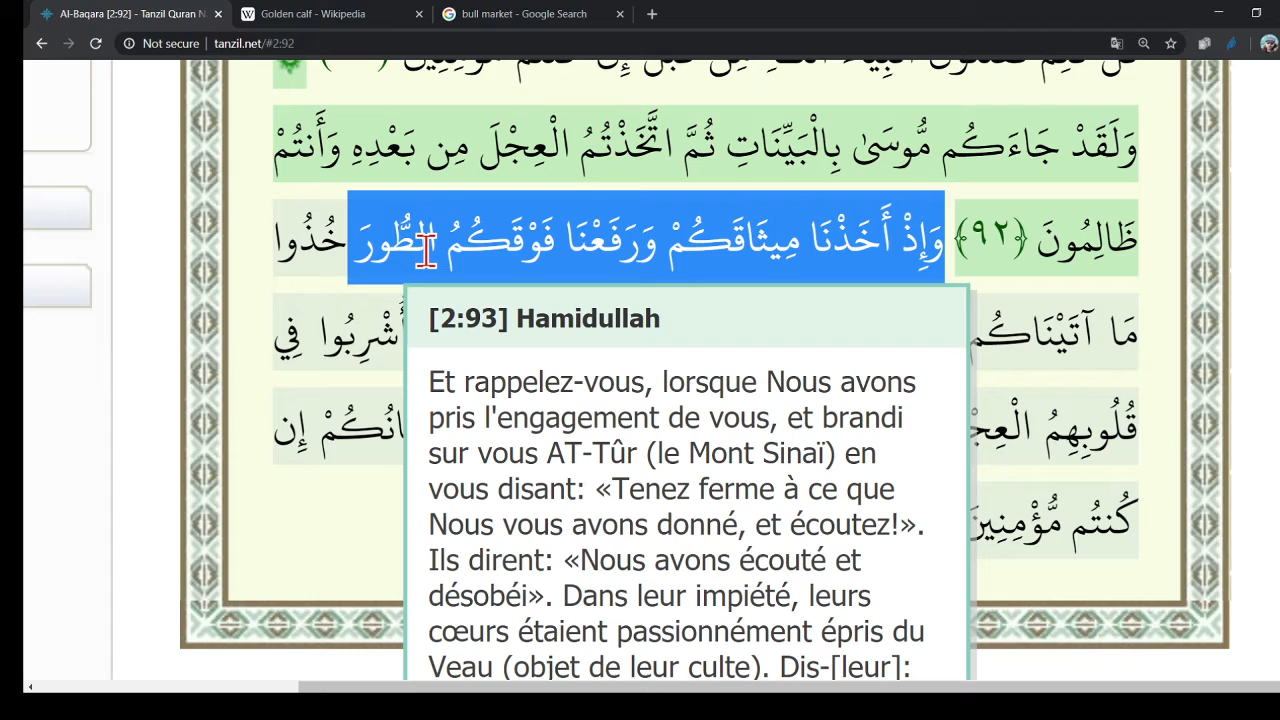 Al-Baqara [2:92] - Tanzil Quran N
Golden calf - Wikipedia
bull market - Google Search
Not secure | tanzil.net/#2:92
وَلَقَدْ جَاءَكُم مُّوسَىٰ بِالْبَيِّنَاتِ ثُمَّ اتَّخَذْتُمُ الْعِجْلَ مِن بَعْدِهِ وَأَنتُمْ
ظَالِمُونَ ﴿٩٢﴾ وَإِذْ أَخَذْنَا مِيثَاقَكُمْ وَرَفَعْنَا فَوْقَكُمُ الطُّورَ خُذُوا
مَا آتَيْنَاكُم
أُشْرِبُوا فِي
قُلُوبِهِمُ
إِن
كُنتُم مُّؤْمِنِينَ
[2:93] Hamidullah
Et rappelez-vous, lorsque Nous avons
pris l'engagement de vous, et brandi
sur vous AT-Tûr (le Mont Sinaï) en
vous disant: «Tenez ferme à ce que
Nous vous avons donné, et écoutez!».
Ils dirent: «Nous avons écouté et
désobéi». Dans leur impiété, leurs
cœurs étaient passionnément épris du
Veau (objet de leur culte). Dis-[leur]: